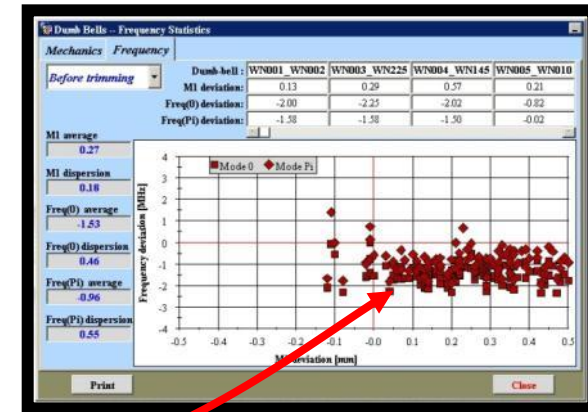 Dumb Bells -- Frequency Statistics
Mechanics Frequency
Before trimming
Dumb-bell : WN001_WN002 WN003_WN225 WN004_WN145 WN005_WN010
M1 deviation: 0.13 0.29 0.57 0.21
Freq(0) deviation: -2.00 -2.25 -2.02 -0.82
Freq(Pi) deviation: -1.58 -1.58 -1.50 -0.02
M1 average
0.27
M1 dispersion
0.18
Freq(0) average
-1.53
Freq(0) dispersion
0.46
Freq(Pi) average
-0.96
Freq(Pi) dispersion
0.55
Mode 0 Mode Pi
Frequency deviation [MHz]
4
3
2
1
0
-1
-2
-3
-4
-0.5 -0.4 -0.3 -0.2 -0.1 -0.0 0.1 0.2 0.3 0.4 0.5
deviation [mm]
Print Close